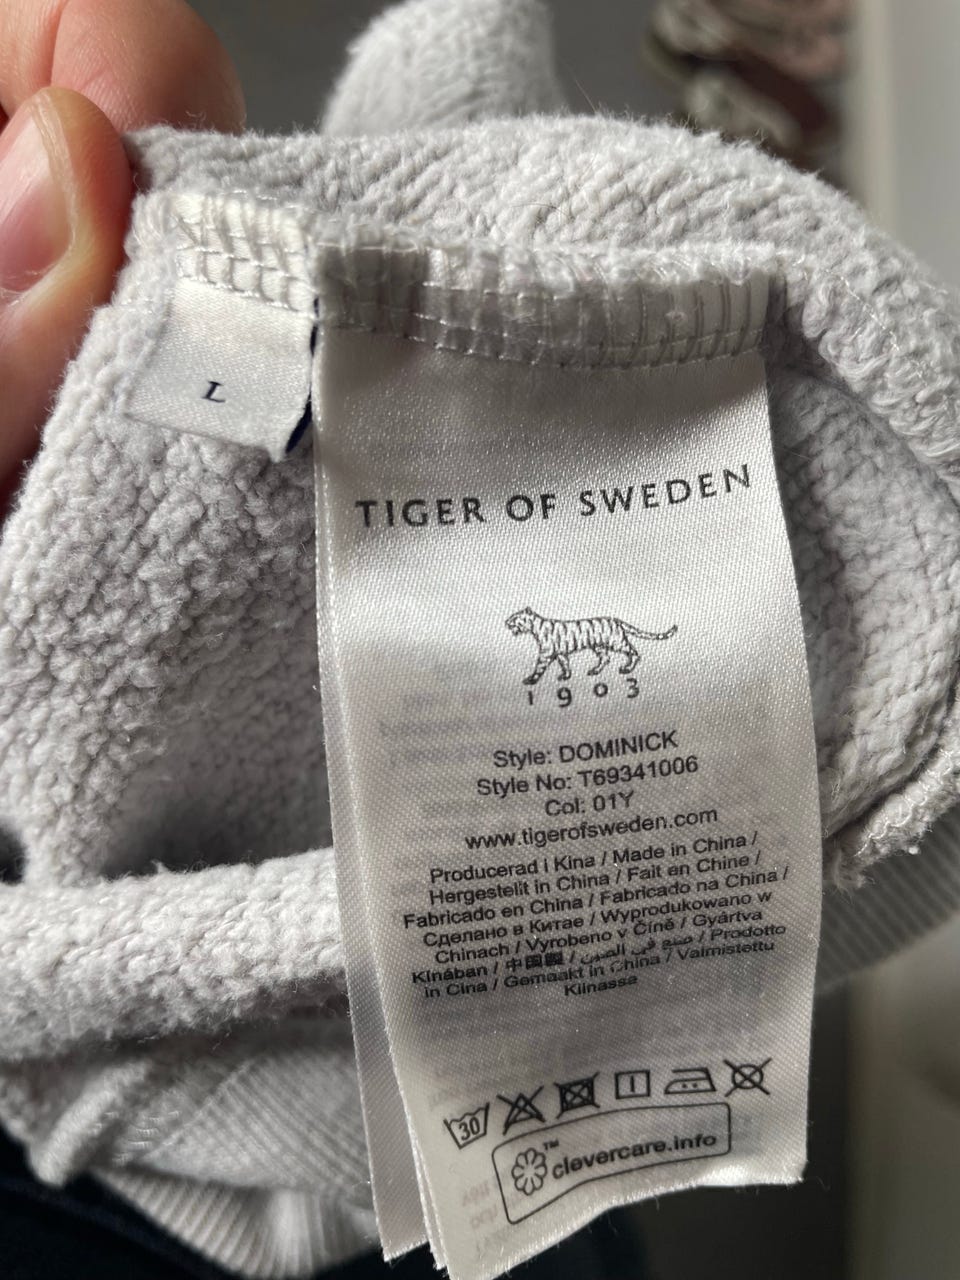 L
TIGER OF SWEDEN
1903
Style: DOMINICK
Style No: T69341006
Col: 01Y
www.tigerofsweden.com
Producerad i Kina / Made in China /
Hergestellt in China / Fait en Chine /
Fabricado en China / Fabricado na China /
Сделано в Китае / Wyprodukowano w
Chinach / Vyrobeno v Číně / Gyártva
Kínában / 中国 / صنع في الصين / Prodotto
in Cina / Gemaakt in China / Valmistettu
Kiinassa
30
™
clevercare.info